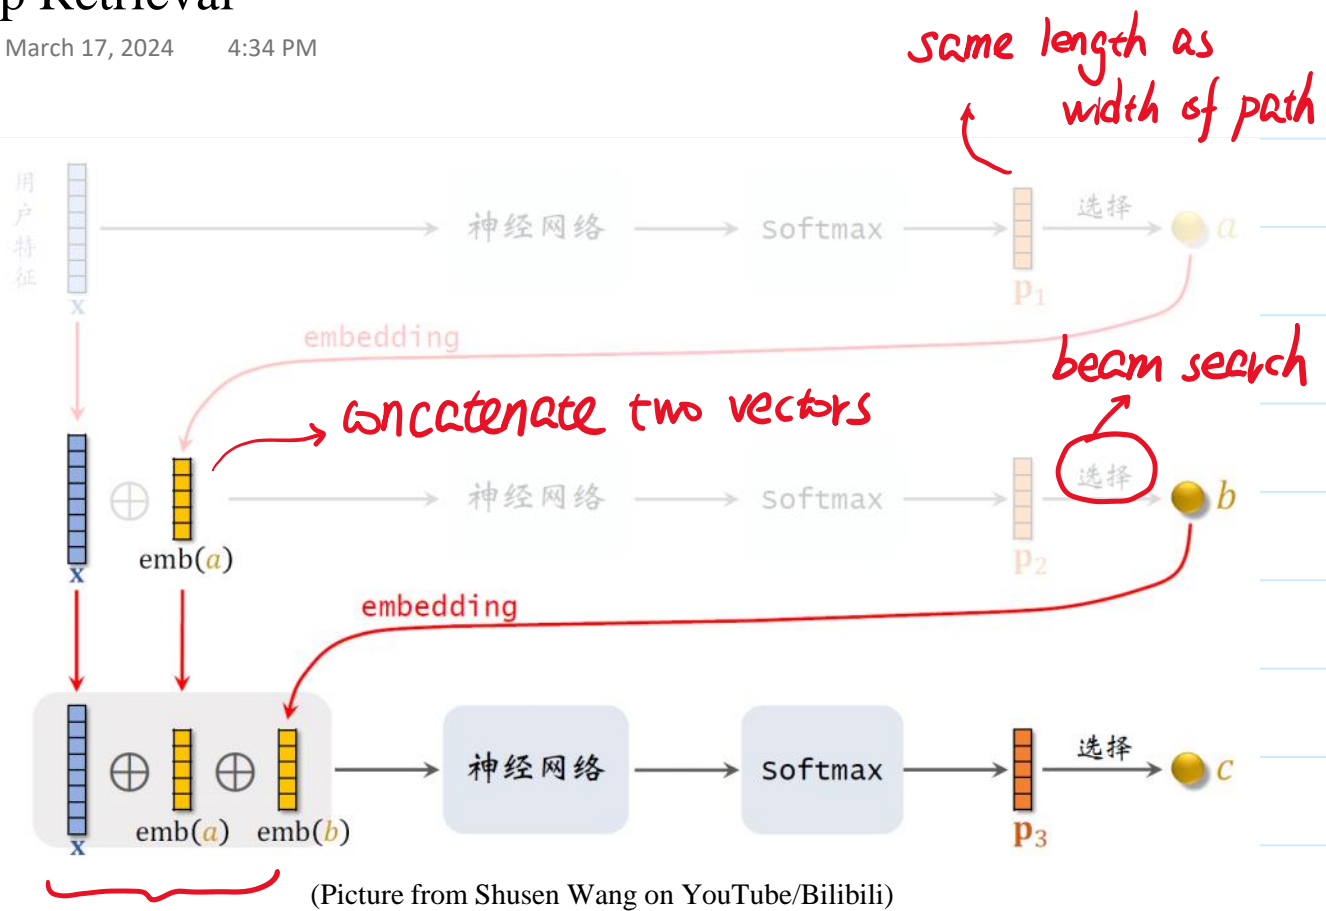 p Retrieval
March 17, 2024 4:34 PM
same length as
width of path
用户特征
x
神经网络
Softmax
p1
选择
a
embedding
beam search
concatenate two vectors
x
⊕
emb(a)
神经网络
Softmax
p2
选择
b
embedding
x
⊕
emb(a)
⊕
emb(b)
神经网络
Softmax
p3
选择
c
(Picture from Shusen Wang on YouTube/Bilibili)